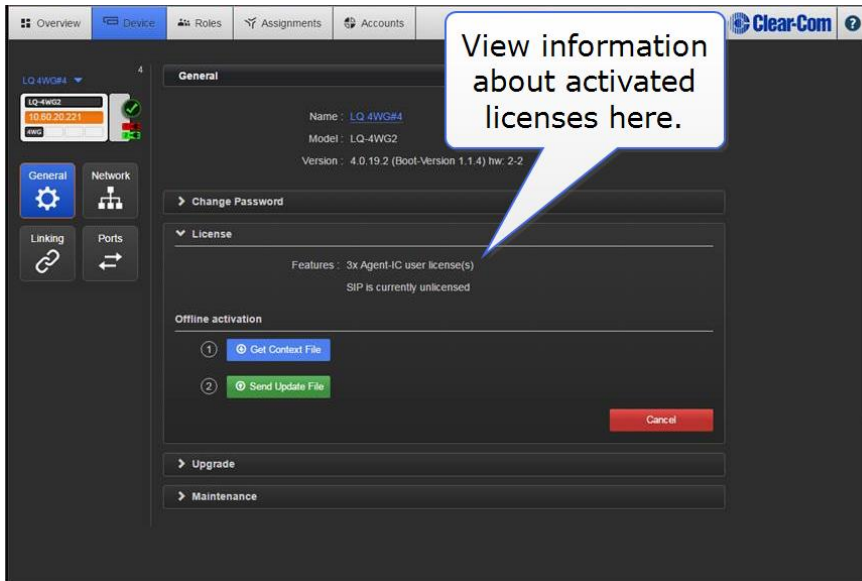 Overview
Device
Roles
Assignments
Accounts
Clear-Com
?
View information
about activated
licenses here.
LQ 4WG#4
4
LQ-4WG2
10.60.20.221
4WG
General
Network
Linking
Ports
General
Name : LQ 4WG#4
Model : LQ-4WG2
Version : 4.0.19.2 (Boot-Version 1.1.4) hw: 2-2
Change Password
License
Features : 3x Agent-IC user license(s)
SIP is currently unlicensed
Offline activation
1 Get Context File
2 Send Update File
Cancel
Upgrade
Maintenance